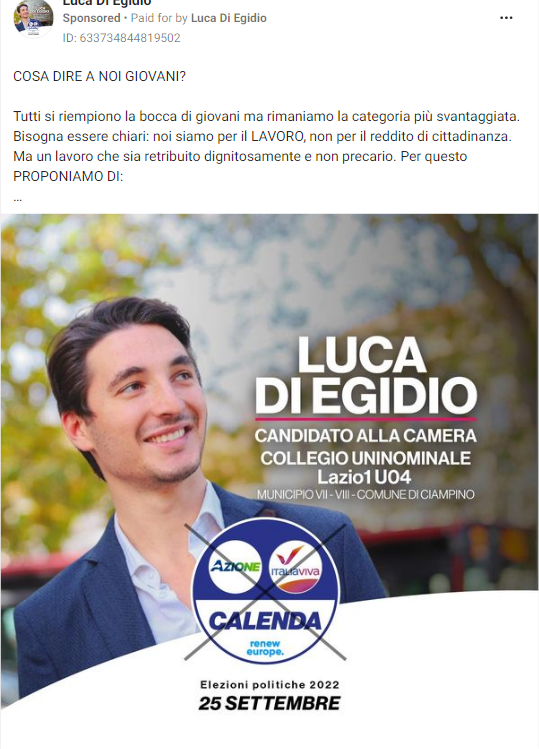 Luca Di Egidio
Sponsored • Paid for by Luca Di Egidio
ID: 633734844819502
COSA DIRE A NOI GIOVANI?
Tutti si riempiono la bocca di giovani ma rimaniamo la categoria più svantaggiata.
Bisogna essere chiari: noi siamo per il LAVORO, non per il reddito di cittadinanza.
Ma un lavoro che sia retribuito dignitosamente e non precario. Per questo
PROPONIAMO DI:
...
LUCA
DI EGIDIO
CANDIDATO ALLA CAMERA
COLLEGIO UNINOMINALE
Lazio1 U04
MUNICIPIO VII - VIII - COMUNE DI CIAMPINO
AZIONE
ITALIAVIVA
CALENDA
renew
europe.
Elezioni politiche 2022
25 SETTEMBRE